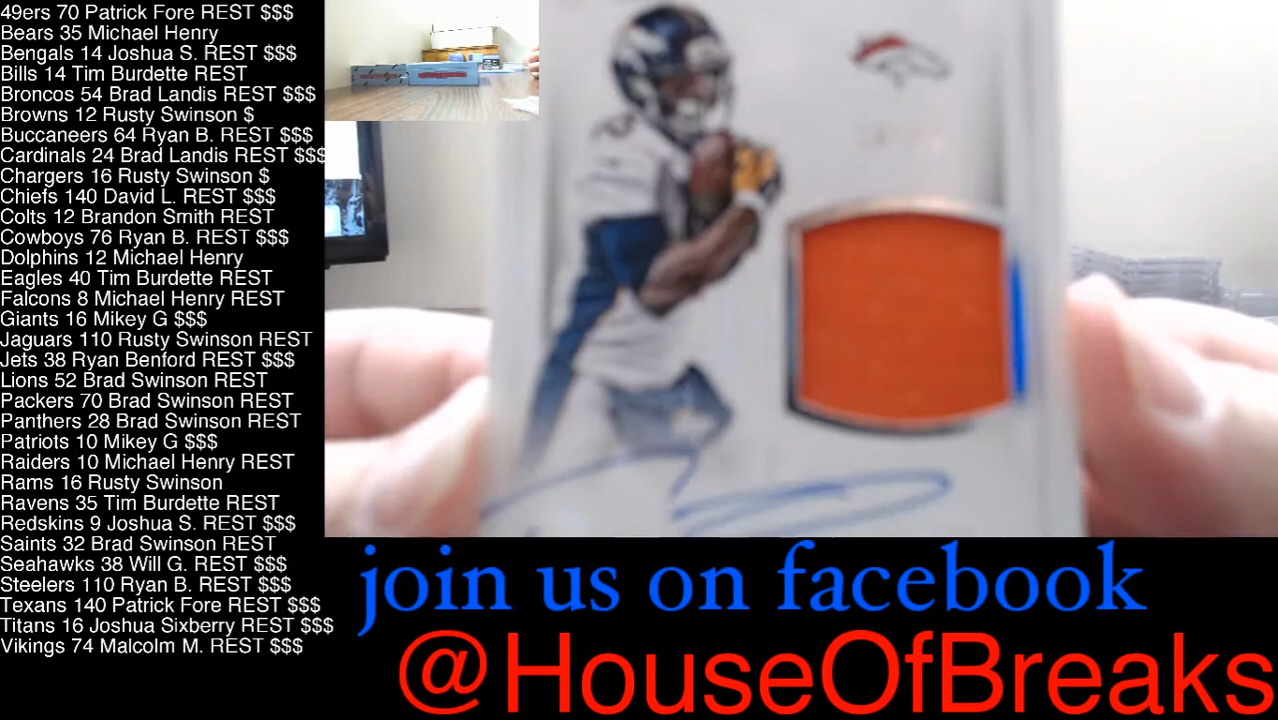 49ers 70 Patrick Fore REST $$$
Bears 35 Michael Henry
Bengals 14 Joshua S. REST $$$
Bills 14 Tim Burdette REST
Broncos 54 Brad Landis REST $$$
Browns 12 Rusty Swinson $
Buccaneers 64 Ryan B. REST $$$
Cardinals 24 Brad Landis REST $$$
Chargers 16 Rusty Swinson $
Chiefs 140 David L. REST $$$
Colts 12 Brandon Smith REST
Cowboys 76 Ryan B. REST $$$
Dolphins 12 Michael Henry
Eagles 40 Tim Burdette REST
Falcons 8 Michael Henry REST
Giants 16 Mikey G $$$
Jaguars 110 Rusty Swinson REST
Jets 38 Ryan Benford REST $$$
Lions 52 Brad Swinson REST
Packers 70 Brad Swinson REST
Panthers 28 Brad Swinson REST
Patriots 10 Mikey G $$$
Raiders 10 Michael Henry REST
Rams 16 Rusty Swinson
Ravens 35 Tim Burdette REST
Redskins 9 Joshua S. REST $$$
Saints 32 Brad Swinson REST
Seahawks 38 Will G. REST $$$
Steelers 110 Ryan B. REST $$$
Texans 140 Patrick Fore REST $$$
Titans 16 Joshua Sixberry REST $$$
Vikings 74 Malcolm M. REST $$$
join us on facebook
@HouseOfBreaks